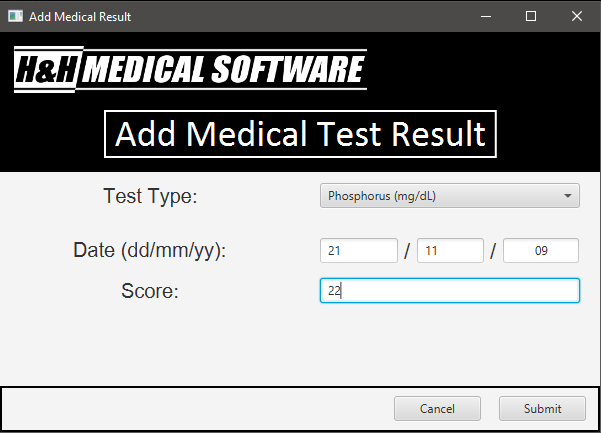 Add Medical Result
H&H MEDICAL SOFTWARE
Add Medical Test Result
Test Type: Phosphorus (mg/dL)
Date (dd/mm/yy): 21 / 11 / 09
Score: 22
Cancel Submit